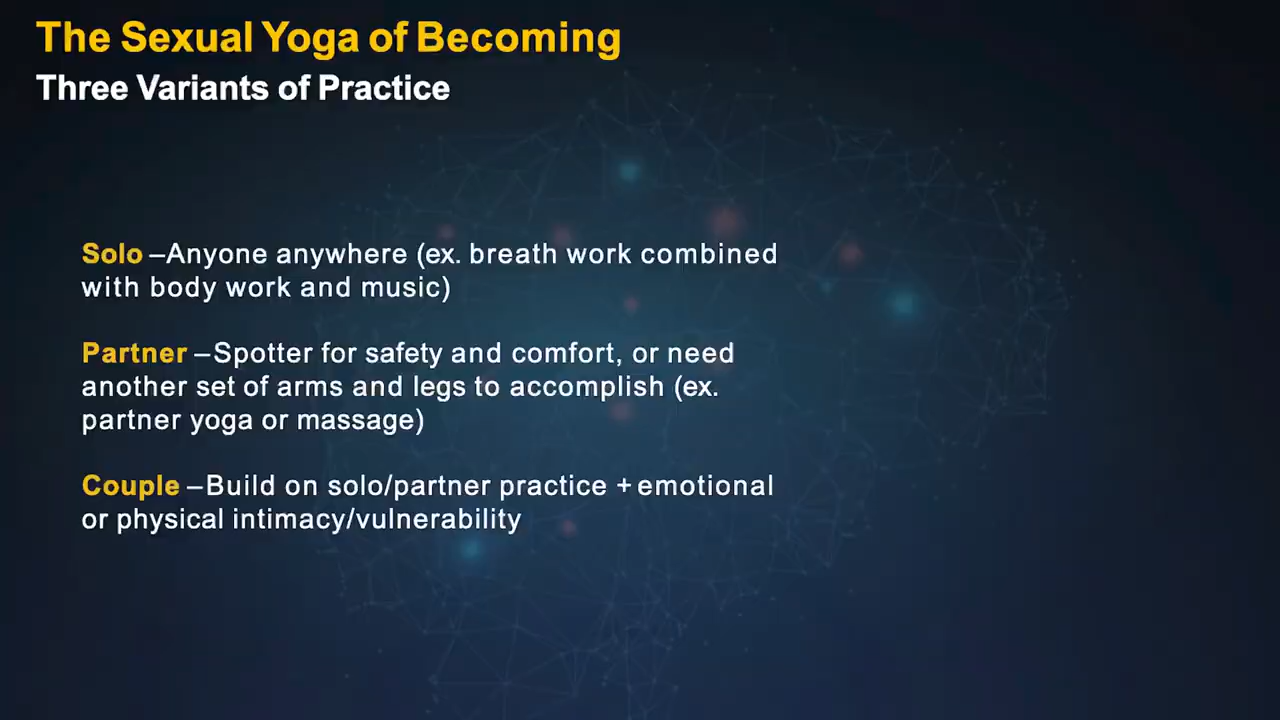 The Sexual Yoga of Becoming
Three Variants of Practice
Solo –Anyone anywhere (ex. breath work combined
with body work and music)
Partner –Spotter for safety and comfort, or need
another set of arms and legs to accomplish (ex.
partner yoga or massage)
Couple –Build on solo/partner practice + emotional
or physical intimacy/vulnerability